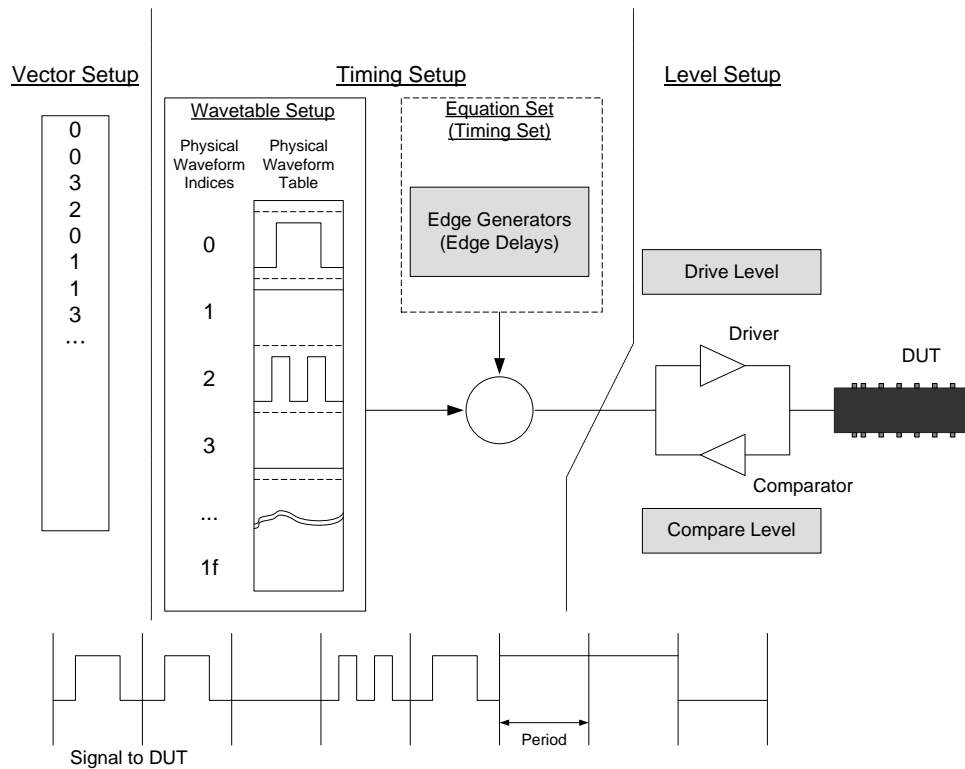 Vector Setup
Timing Setup
Level Setup
0
0
3
2
0
1
1
3
...
Wavetable Setup
Physical
Waveform
Indices
Physical
Waveform
Table
0
1
2
3
...
1f
Equation Set
(Timing Set)
Edge Generators
(Edge Delays)
Drive Level
Driver
DUT
Comparator
Compare Level
Period
Signal to DUT